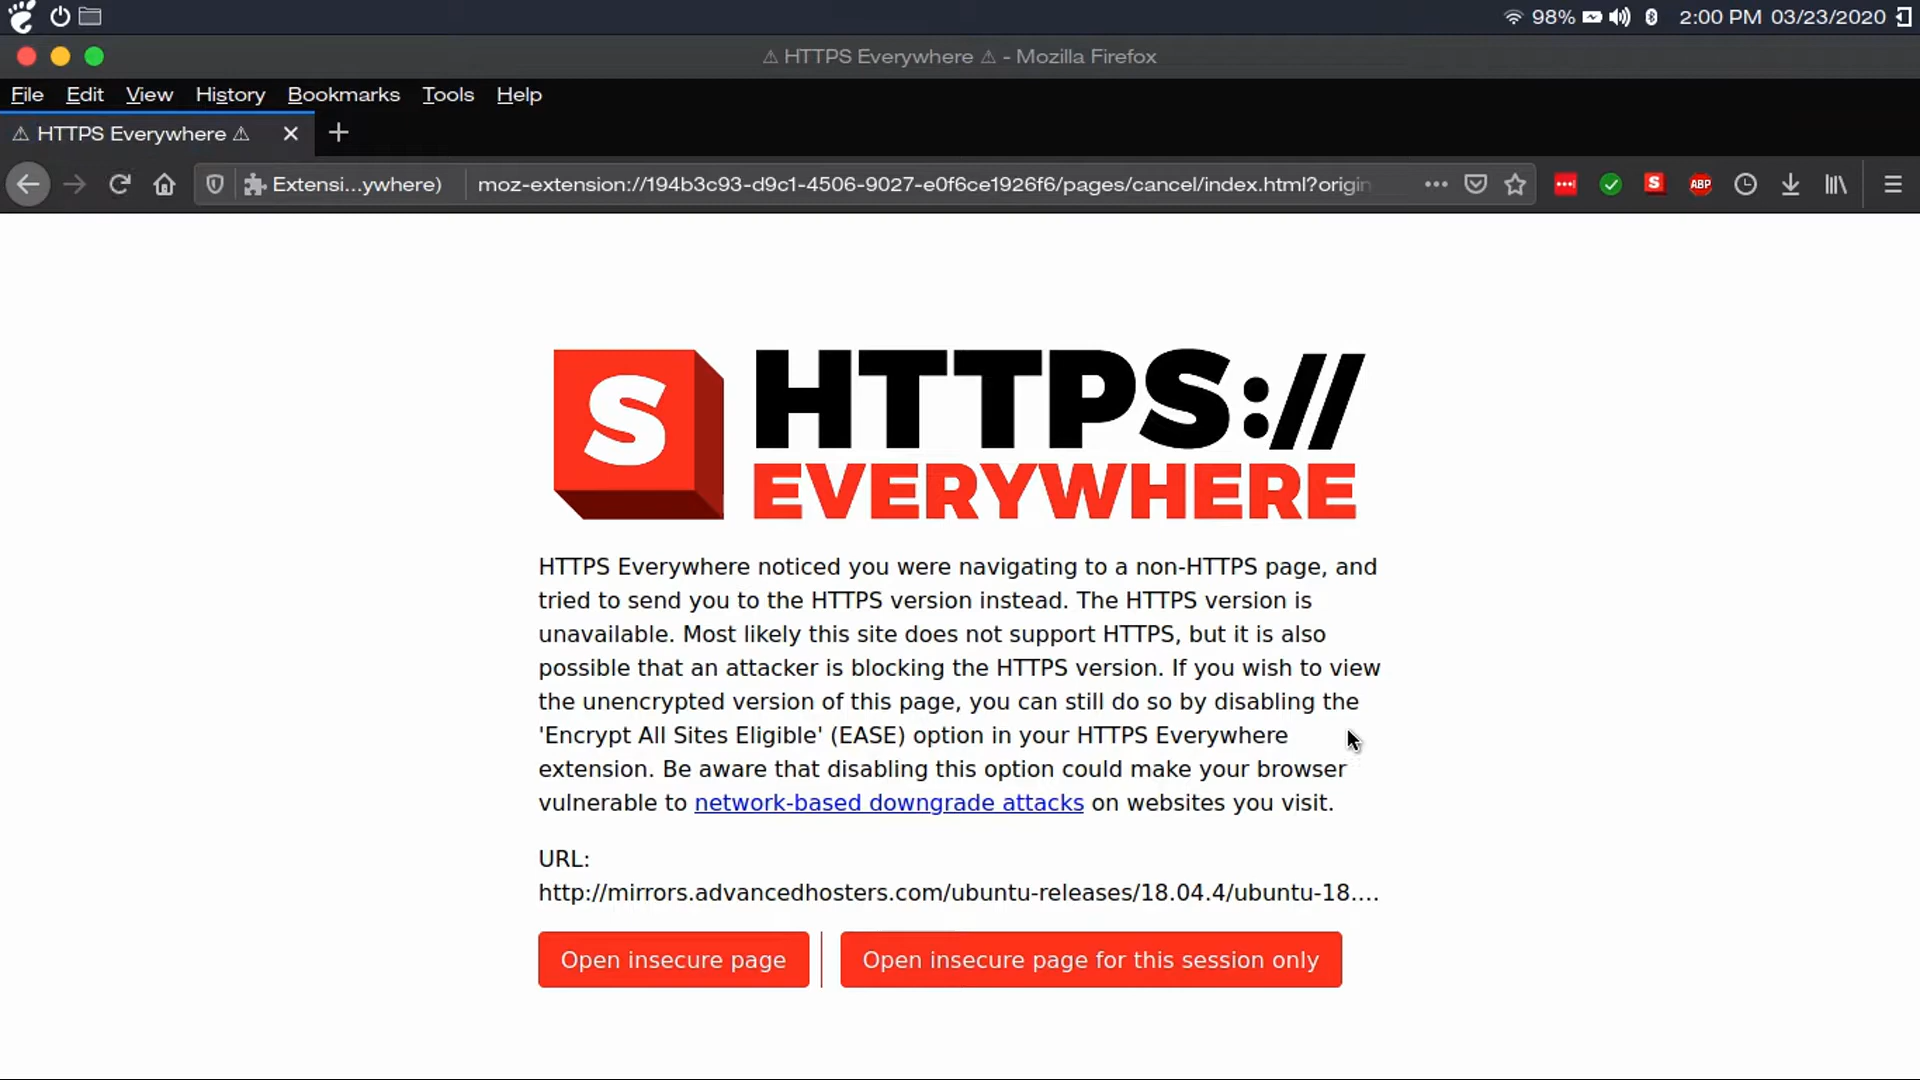 98% 2:00 PM 03/23/2020
⚠ HTTPS Everywhere ⚠ - Mozilla Firefox
File Edit View History Bookmarks Tools Help
⚠ HTTPS Everywhere ⚠
Extensi...ywhere) moz-extension://194b3c93-d9c1-4506-9027-e0f6ce1926f6/pages/cancel/index.html?origin
S ABP
S HTTPS://
EVERYWHERE
HTTPS Everywhere noticed you were navigating to a non-HTTPS page, and
tried to send you to the HTTPS version instead. The HTTPS version is
unavailable. Most likely this site does not support HTTPS, but it is also
possible that an attacker is blocking the HTTPS version. If you wish to view
the unencrypted version of this page, you can still do so by disabling the
'Encrypt All Sites Eligible' (EASE) option in your HTTPS Everywhere
extension. Be aware that disabling this option could make your browser
vulnerable to network-based downgrade attacks on websites you visit.
URL:
http://mirrors.advancedhosters.com/ubuntu-releases/18.04.4/ubuntu-18....
Open insecure page
Open insecure page for this session only